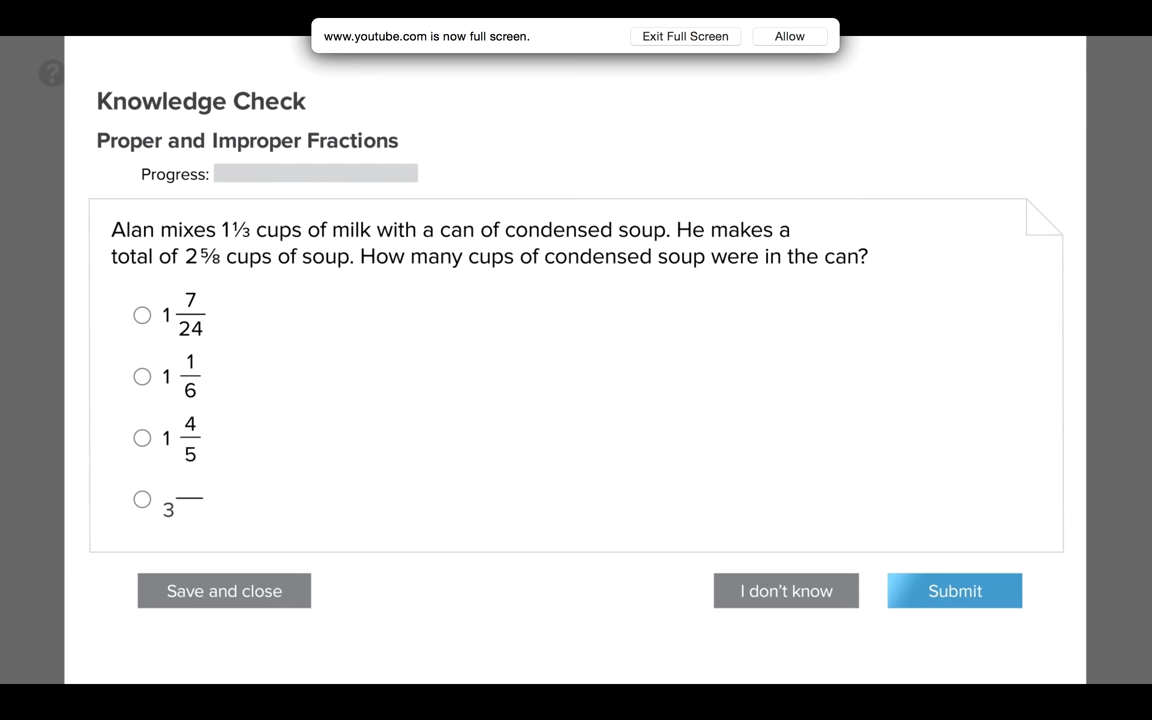 www.youtube.com is now full screen.
Exit Full Screen
Allow
?
Knowledge Check
Proper and Improper Fractions
Progress:
Alan mixes 1⅓ cups of milk with a can of condensed soup. He makes a
total of 2⅝ cups of soup. How many cups of condensed soup were in the can?
1 7/24
1 1/6
1 4/5
3
Save and close
I don't know
Submit